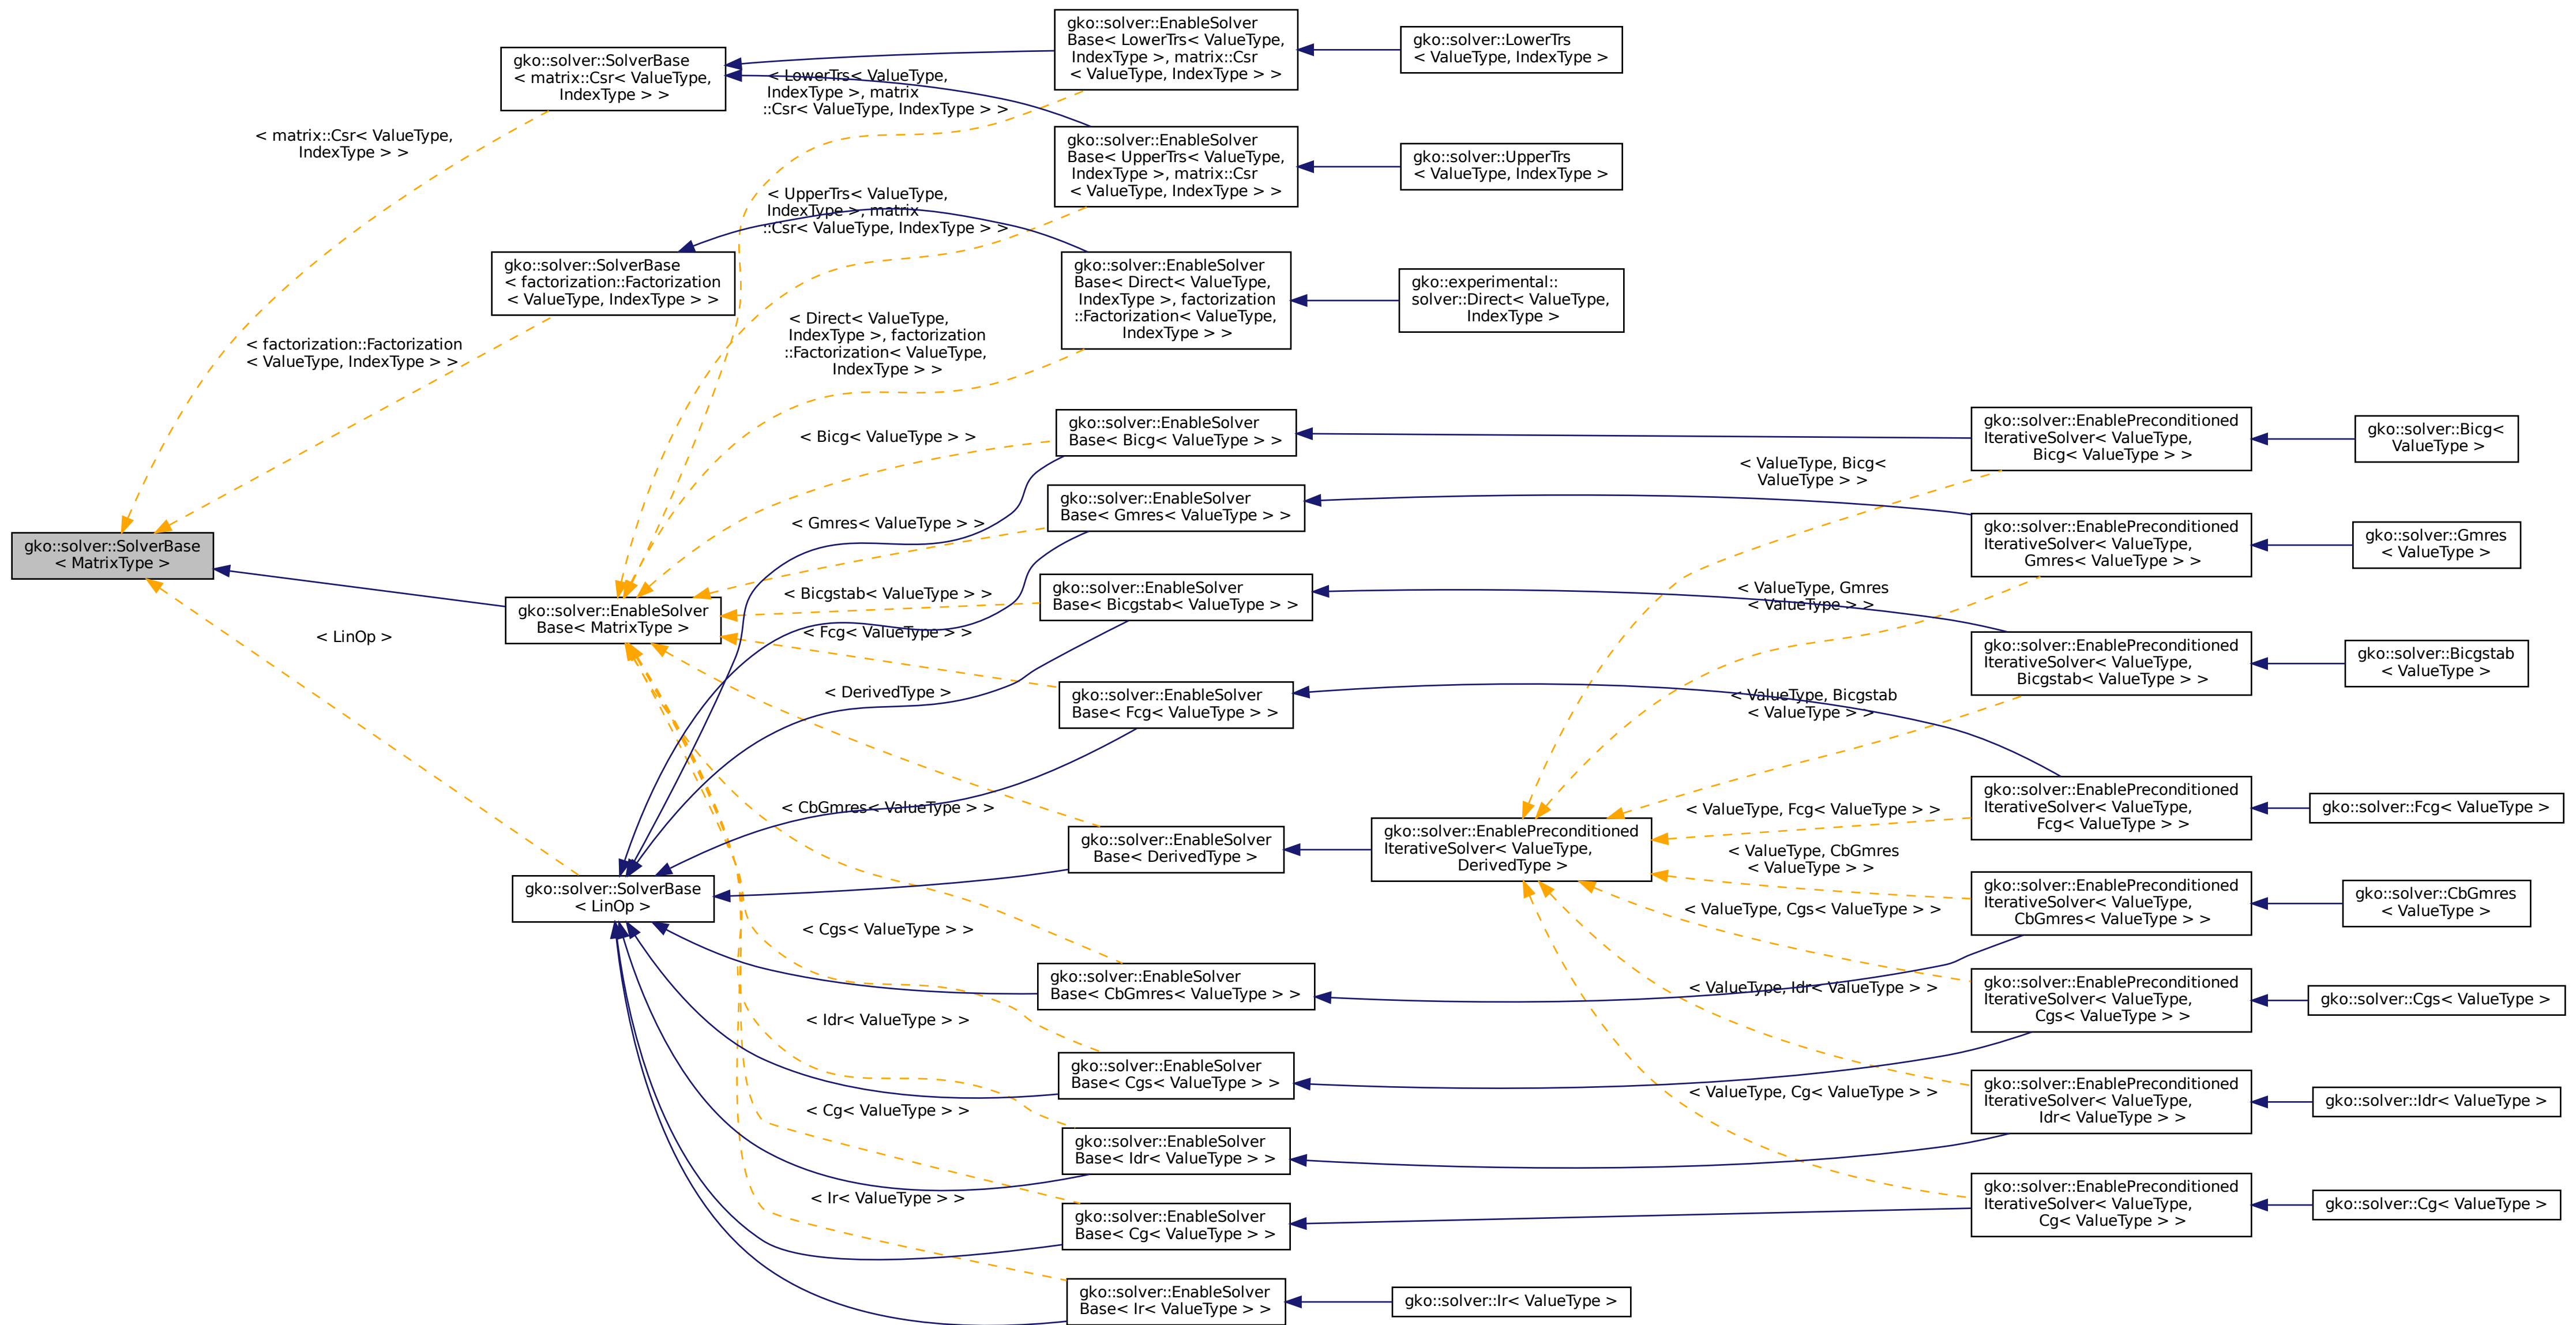 gko::solver::SolverBase
< MatrixType >
< matrix::Csr< ValueType,
IndexType > >
< factorization::Factorization
< ValueType, IndexType > >
< LinOp >
gko::solver::SolverBase
< matrix::Csr< ValueType,
IndexType > >
gko::solver::SolverBase
< factorization::Factorization
< ValueType, IndexType > >
gko::solver::EnableSolver
Base< MatrixType >
gko::solver::SolverBase
< LinOp >
< LowerTrs< ValueType,
IndexType >, matrix
::Csr< ValueType, IndexType > >
< UpperTrs< ValueType,
IndexType >, matrix
::Csr< ValueType, IndexType > >
< Direct< ValueType,
IndexType >, factorization
::Factorization< ValueType,
IndexType > >
< Bicg< ValueType > >
< Gmres< ValueType > >
< Bicgstab< ValueType > >
< Fcg< ValueType > >
< DerivedType >
< CbGmres< ValueType > >
< Cgs< ValueType > >
< Idr< ValueType > >
< Cg< ValueType > >
< Ir< ValueType > >
gko::solver::EnableSolver
Base< LowerTrs< ValueType,
IndexType >, matrix::Csr
< ValueType, IndexType > >
gko::solver::EnableSolver
Base< UpperTrs< ValueType,
IndexType >, matrix::Csr
< ValueType, IndexType > >
gko::solver::EnableSolver
Base< Direct< ValueType,
IndexType >, factorization
::Factorization< ValueType,
IndexType > >
gko::solver::EnableSolver
Base< Bicg< ValueType > >
gko::solver::EnableSolver
Base< Gmres< ValueType > >
gko::solver::EnableSolver
Base< Bicgstab< ValueType > >
gko::solver::EnableSolver
Base< Fcg< ValueType > >
gko::solver::EnableSolver
Base< DerivedType >
gko::solver::EnableSolver
Base< CbGmres< ValueType > >
gko::solver::EnableSolver
Base< Cgs< ValueType > >
gko::solver::EnableSolver
Base< Idr< ValueType > >
gko::solver::EnableSolver
Base< Cg< ValueType > >
gko::solver::EnableSolver
Base< Ir< ValueType > >
gko::solver::LowerTrs
< ValueType, IndexType >
gko::solver::UpperTrs
< ValueType, IndexType >
gko::experimental::
solver::Direct< ValueType,
IndexType >
gko::solver::EnablePreconditioned
IterativeSolver< ValueType,
DerivedType >
gko::solver::Ir< ValueType >
< ValueType, Bicg<
ValueType > >
< ValueType, Gmres
< ValueType > >
< ValueType, Bicgstab
< ValueType > >
< ValueType, Fcg< ValueType > >
< ValueType, CbGmres
< ValueType > >
< ValueType, Cgs< ValueType > >
< ValueType, Idr< ValueType > >
< ValueType, Cg< ValueType > >
gko::solver::EnablePreconditioned
IterativeSolver< ValueType,
Bicg< ValueType > >
gko::solver::EnablePreconditioned
IterativeSolver< ValueType,
Gmres< ValueType > >
gko::solver::EnablePreconditioned
IterativeSolver< ValueType,
Bicgstab< ValueType > >
gko::solver::EnablePreconditioned
IterativeSolver< ValueType,
Fcg< ValueType > >
gko::solver::EnablePreconditioned
IterativeSolver< ValueType,
CbGmres< ValueType > >
gko::solver::EnablePreconditioned
IterativeSolver< ValueType,
Cgs< ValueType > >
gko::solver::EnablePreconditioned
IterativeSolver< ValueType,
Idr< ValueType > >
gko::solver::EnablePreconditioned
IterativeSolver< ValueType,
Cg< ValueType > >
gko::solver::Bicg<
ValueType >
gko::solver::Gmres
< ValueType >
gko::solver::Bicgstab
< ValueType >
gko::solver::Fcg< ValueType >
gko::solver::CbGmres
< ValueType >
gko::solver::Cgs< ValueType >
gko::solver::Idr< ValueType >
gko::solver::Cg< ValueType >